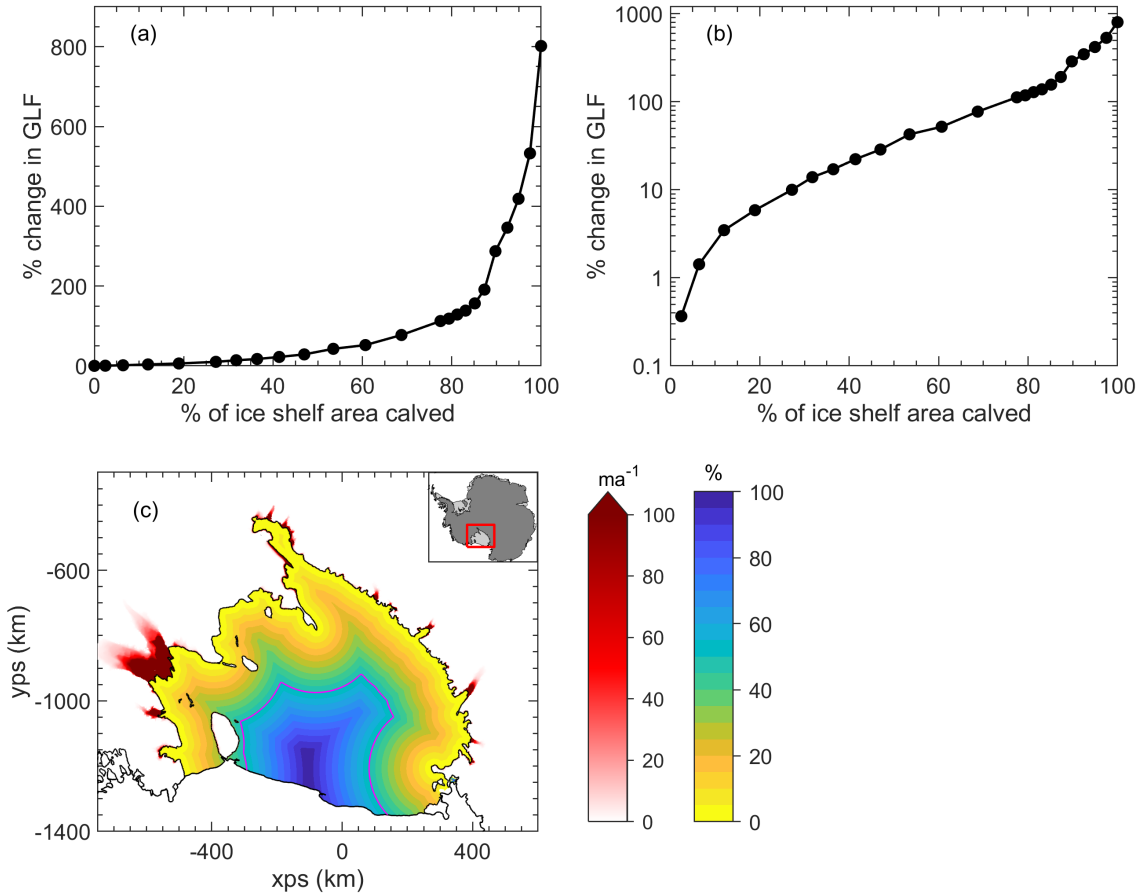 (a)
% change in GLF
800
600
400
200
0
0 20 40 60 80 100
% of ice shelf area calved
(b)
% change in GLF
1000
100
10
1
0.1
0 20 40 60 80 100
% of ice shelf area calved
(c)
yps (km)
-600
-800
-1000
-1200
-1400
-400 0 400
xps (km)
ma-1
100
80
60
40
20
0
%
100
80
60
40
20
0